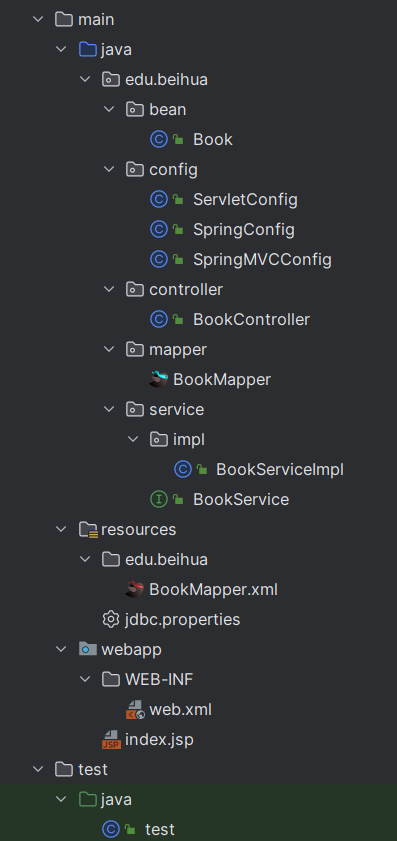 main
java
edu.beihua
bean
Book
config
ServletConfig
SpringConfig
SpringMVCConfig
controller
BookController
mapper
BookMapper
service
impl
BookServiceImpl
BookService
resources
edu.beihua
BookMapper.xml
jdbc.properties
webapp
WEB-INF
web.xml
index.jsp
test
java
test